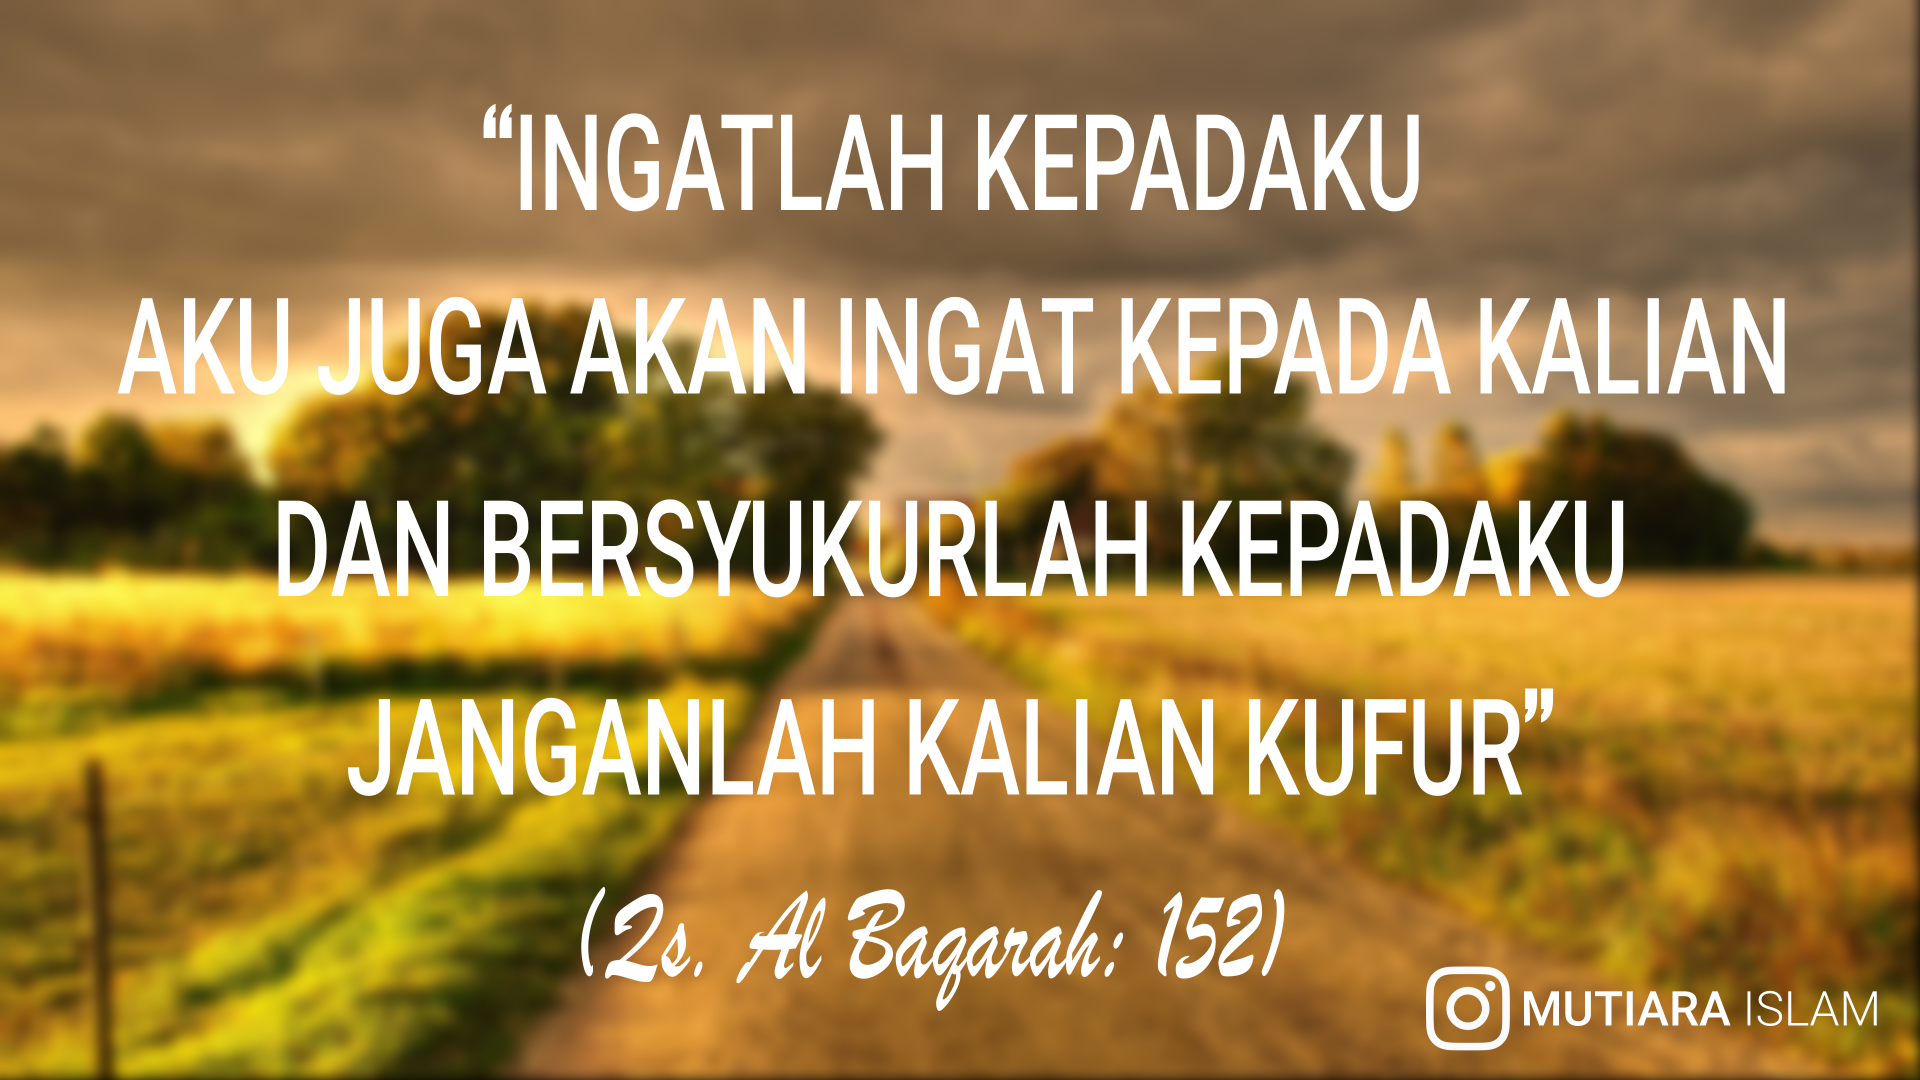 “INGATLAH KEPADAKU
AKU JUGA AKAN INGAT KEPADA KALIAN
DAN BERSYUKURLAH KEPADAKU
JANGANLAH KALIAN KUFUR”
(Qs. Al Baqarah: 152)
MUTIARA ISLAM